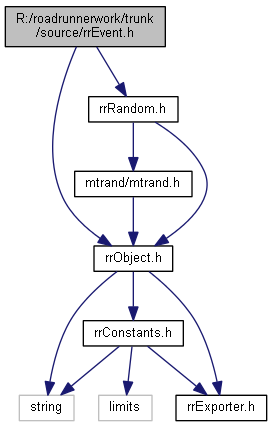 R:/roadrunnerwork/trunk
/source/rrEvent.h
rrRandom.h
mtrand/mtrand.h
rrObject.h
rrConstants.h
string
limits
rrExporter.h